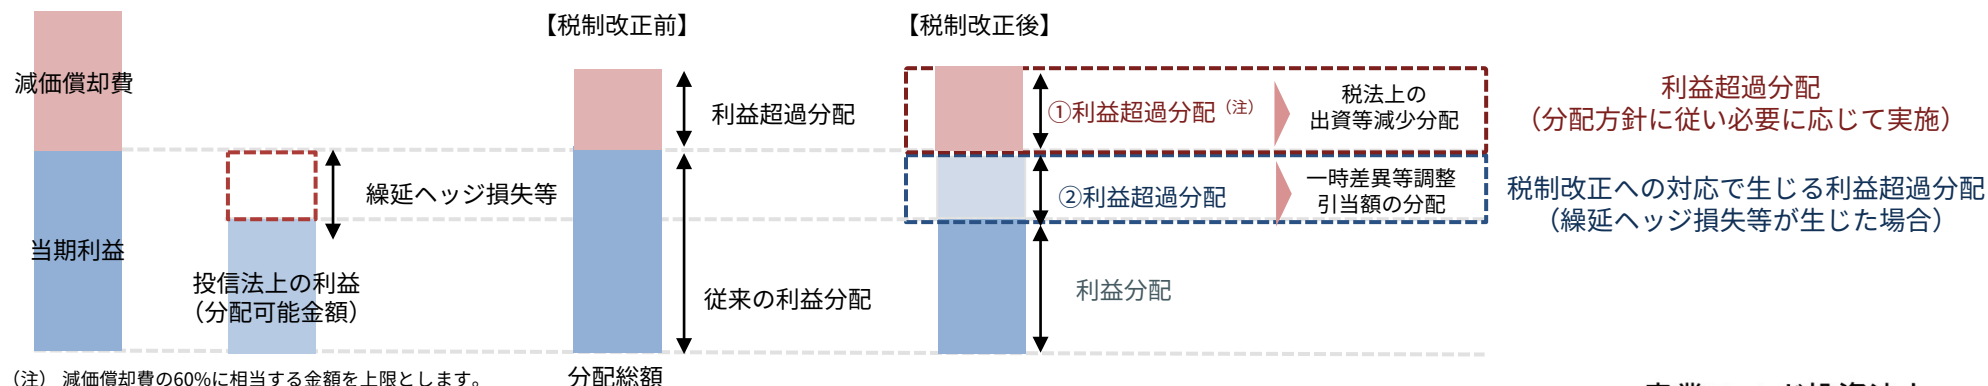 【税制改正前】
【税制改正後】
減価償却費
利益超過分配
①利益超過分配（注）
税法上の
出資等減少分配
利益超過分配
（分配方針に従い必要に応じて実施）
繰延ヘッジ損失等
②利益超過分配
一時差異等調整
引当額の分配
税制改正への対応で生じる利益超過分配
（繰延ヘッジ損失等が生じた場合）
当期利益
投信法上の利益
（分配可能金額）
従来の利益分配
利益分配
（注） 減価償却費の60%に相当する金額を上限とします。
分配総額